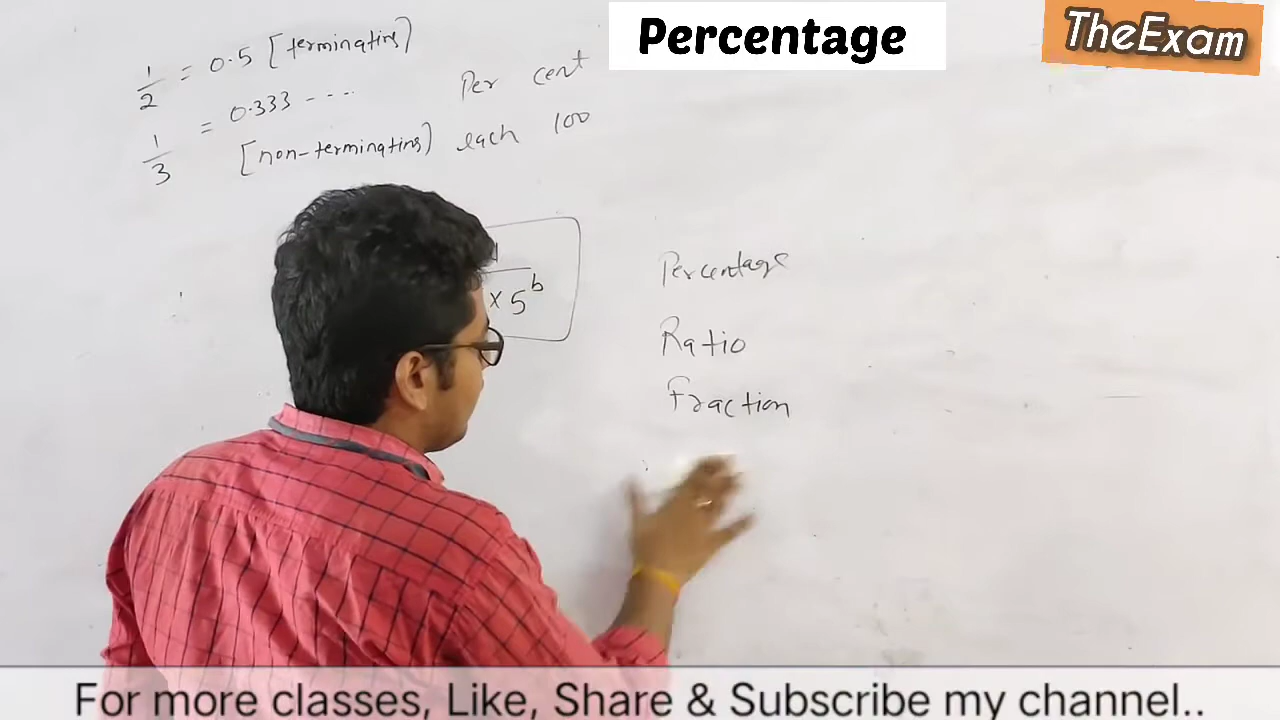 Percentage
TheExam
1/2 = 0.5 [terminating]
1/3 = 0.333 - - - -
[non-terminating]
Per cent
each 100
× 5^b
Percentage
Ratio
Fraction
For more classes, Like, Share & Subscribe my channel..